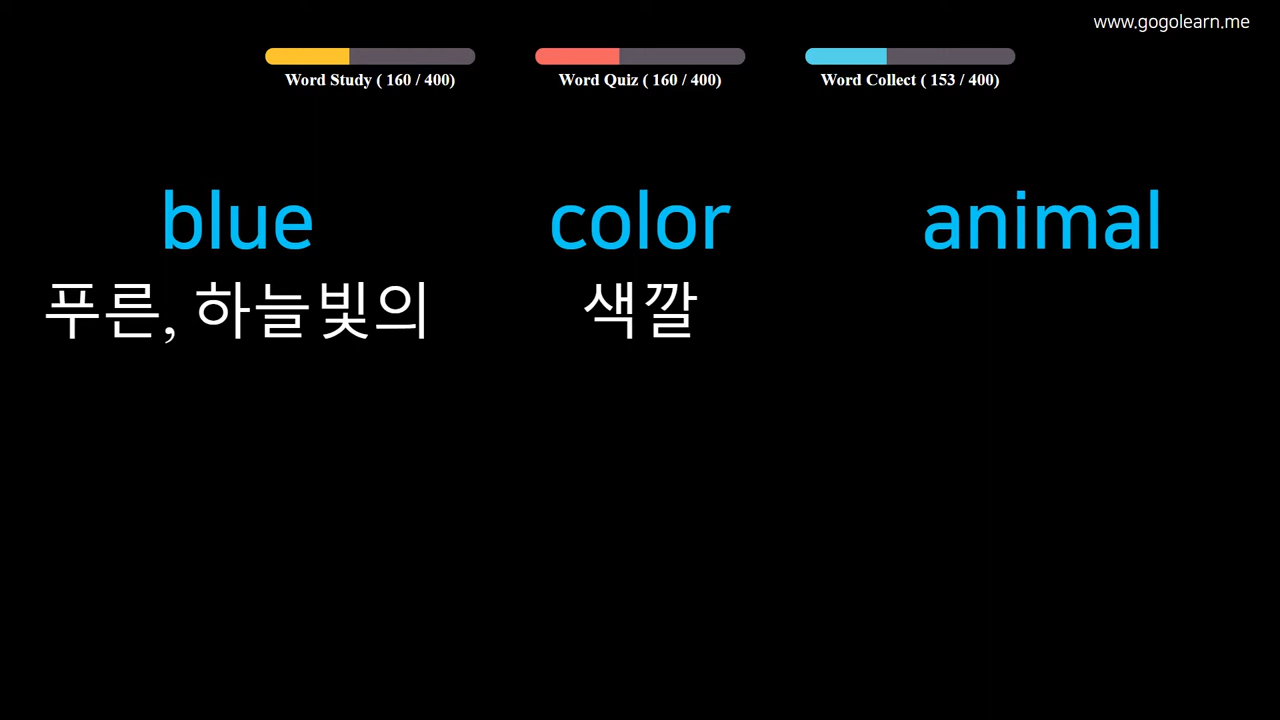 www.gogolearn.me
Word Study ( 160 / 400)
Word Quiz ( 160 / 400)
Word Collect ( 153 / 400)
blue
color
animal
푸른, 하늘빛의
색깔